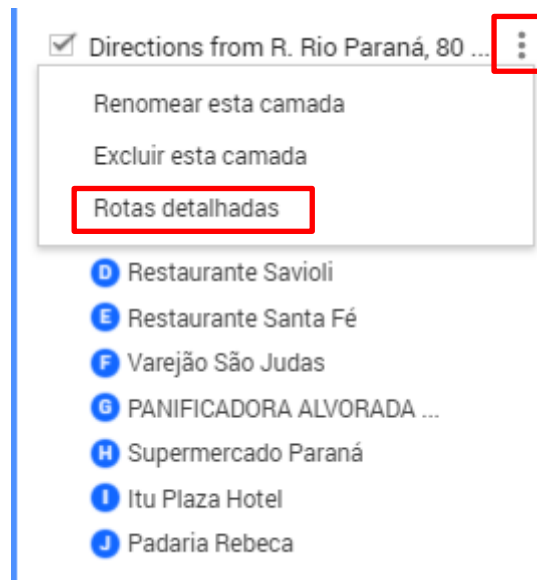 Directions from R. Rio Paraná, 80 ...
Renomear esta camada
Excluir esta camada
Rotas detalhadas
D Restaurante Savioli
E Restaurante Santa Fé
F Varejão São Judas
G PANIFICADORA ALVORADA ...
H Supermercado Paraná
I Itu Plaza Hotel
J Padaria Rebeca